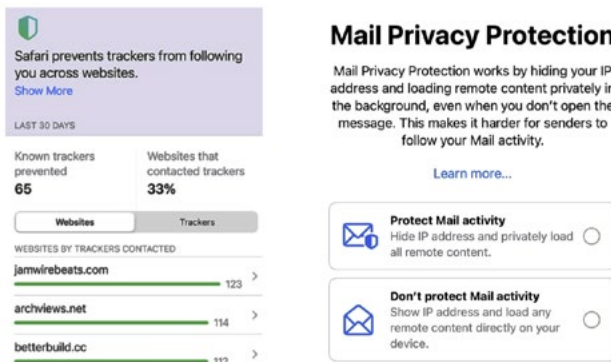 Safari prevents trackers from following
you across websites.
Show More
LAST 30 DAYS
Known trackers
prevented
65
Websites that
contacted trackers
33%
Websites
Trackers
WEBSITES BY TRACKERS CONTACTED
jamwirebeats.com
123
archviews.net
114
betterbuild.cc
112
Mail Privacy Protection
Mail Privacy Protection works by hiding your IP
address and loading remote content privately in
the background, even when you don't open the
message. This makes it harder for senders to
follow your Mail activity.
Learn more...
Protect Mail activity
Hide IP address and privately load
all remote content.
Don't protect Mail activity
Show IP address and load any
remote content directly on your
device.